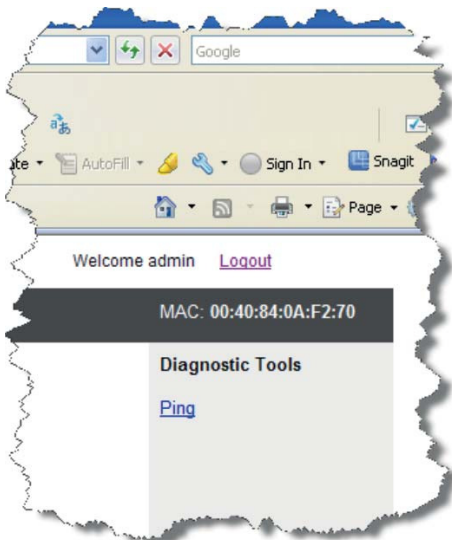 Google
AutoFill Sign In Snagit
Page
Welcome admin Logout
MAC: 00:40:84:0A:F2:70
Diagnostic Tools
Ping